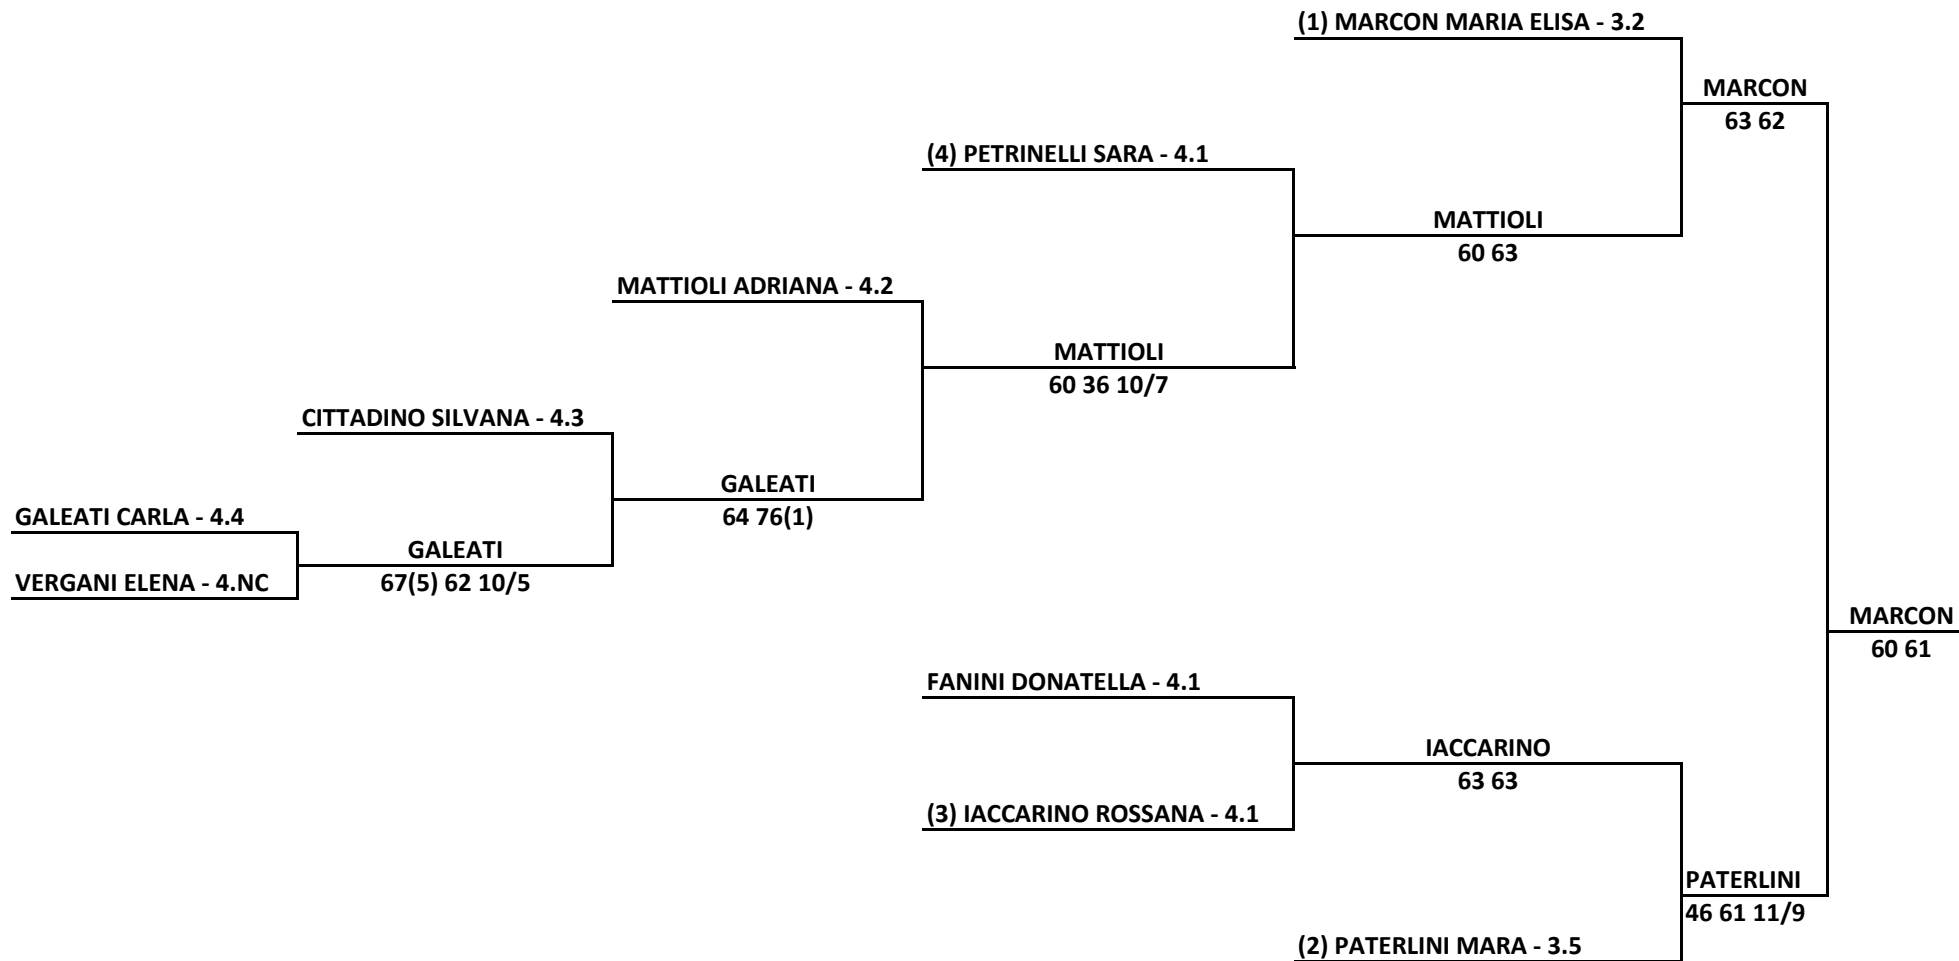 (1) MARCON MARIA ELISA - 3.2
MARCON
63 62
(4) PETRINELLI SARA - 4.1
MATTIOLI
60 63
MATTIOLI ADRIANA - 4.2
MATTIOLI
60 36 10/7
CITTADINO SILVANA - 4.3
GALEATI
64 76(1)
GALEATI CARLA - 4.4
GALEATI
67(5) 62 10/5
VERGANI ELENA - 4.NC
MARCON
60 61
FANINI DONATELLA - 4.1
IACCARINO
63 63
(3) IACCARINO ROSSANA - 4.1
PATERLINI
46 61 11/9
(2) PATERLINI MARA - 3.5